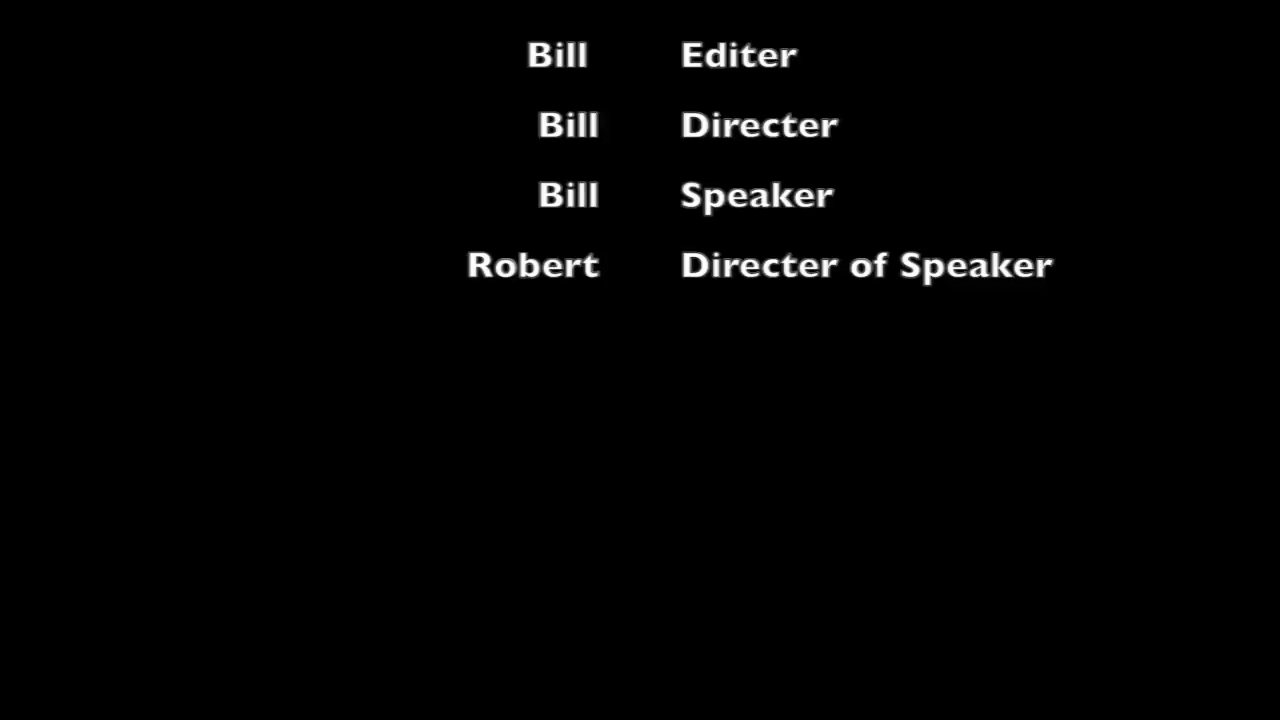 Bill Editer
Bill Directer
Bill Speaker
Robert Directer of Speaker